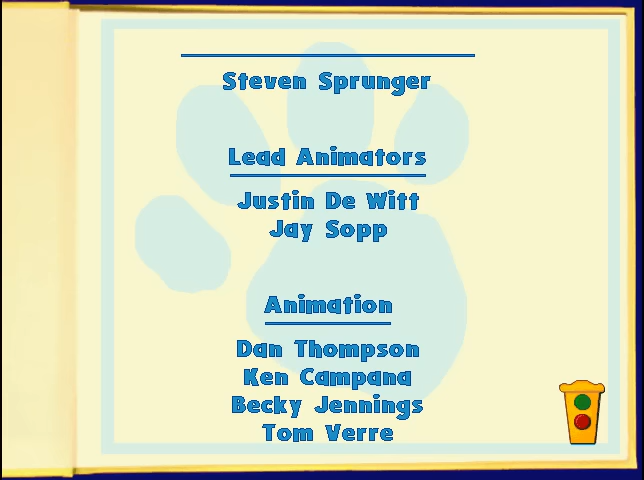 Steven Sprunger
Lead Animators
Justin De Witt
Jay Sopp
Animation
Dan Thompson
Ken Campana
Becky Jennings
Tom Verre